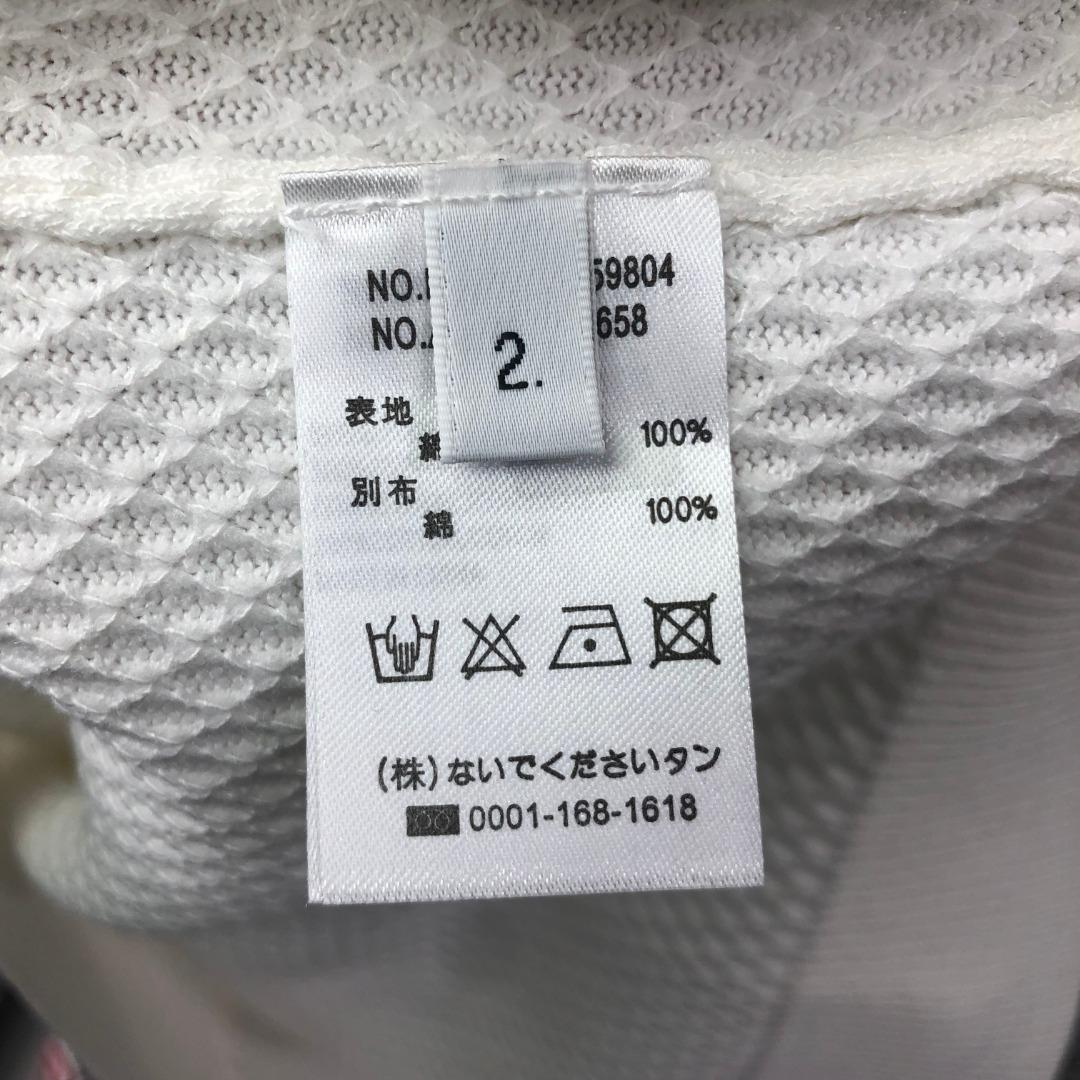 NO. 59804
NO. 658
2.
表地
綿 100%
別布
綿 100%
(株)ないでくださいタン
0001-168-1618